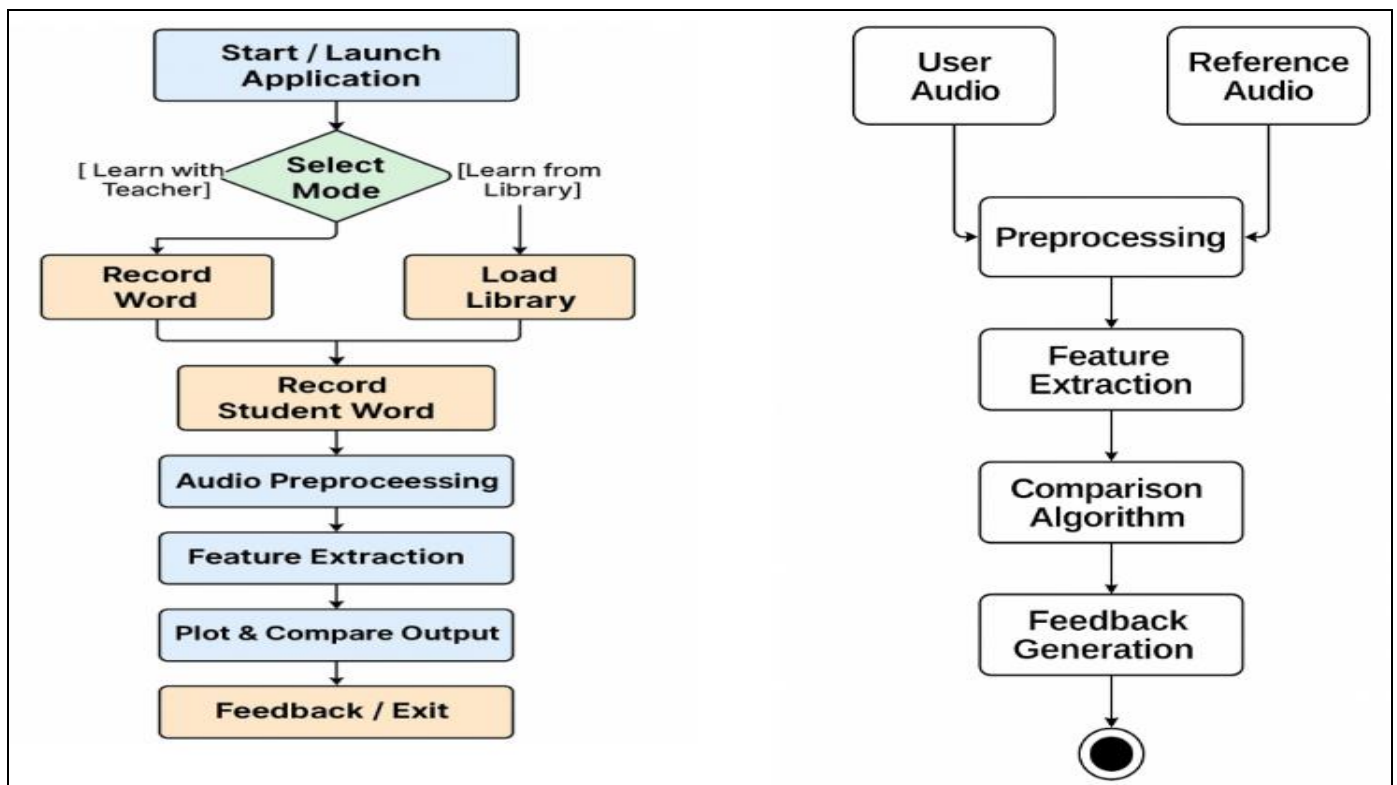 Start / Launch
Application
Select
Mode
[ Learn with
Teacher]
[Learn from
Library]
Record
Word
Load
Library
Record
Student Word
Audio Preproceessing
Feature Extraction
Plot & Compare Output
Feedback / Exit
User
Audio
Reference
Audio
Preprocessing
Feature
Extraction
Comparison
Algorithm
Feedback
Generation